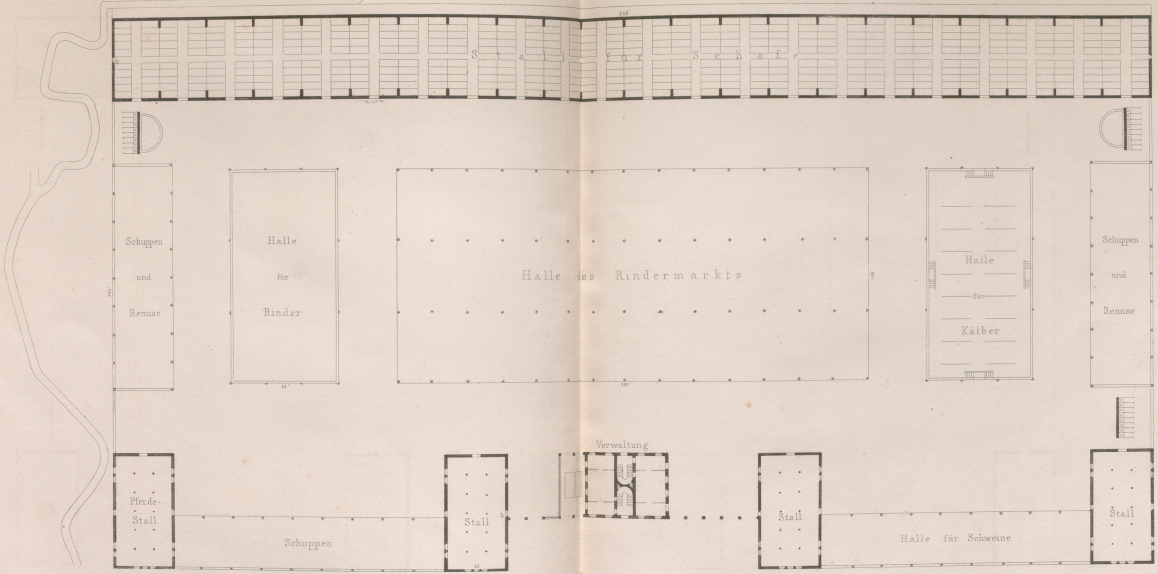 Stall für Schafe
Schuppen
und
Remise
Halle
für
Rinder
Halle des Rindermarkts
Halle
für
Kälber
Schuppen
und
Remise
Verwaltung
Pferde-
Stall
Schuppen
Stall
Stall
Halle für Schweine
Stall